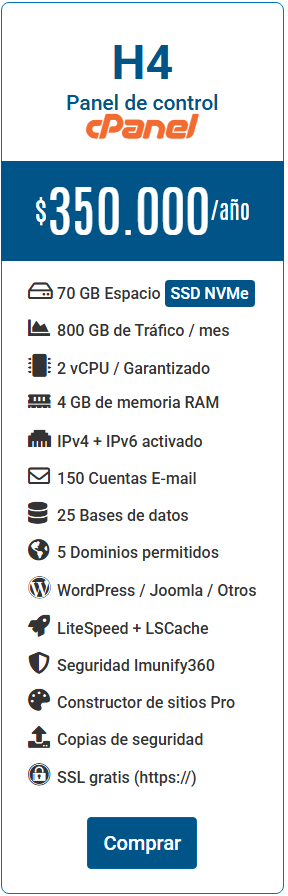 H4
Panel de control
cPanel
$350.000/año
70 GB Espacio SSD NVMe
800 GB de Tráfico / mes
2 vCPU / Garantizado
4 GB de memoria RAM
IPv4 + IPv6 activado
150 Cuentas E-mail
25 Bases de datos
5 Dominios permitidos
WordPress / Joomla / Otros
LiteSpeed + LSCache
Seguridad Imunify360
Constructor de sitios Pro
Copias de seguridad
SSL gratis (https://)
Comprar